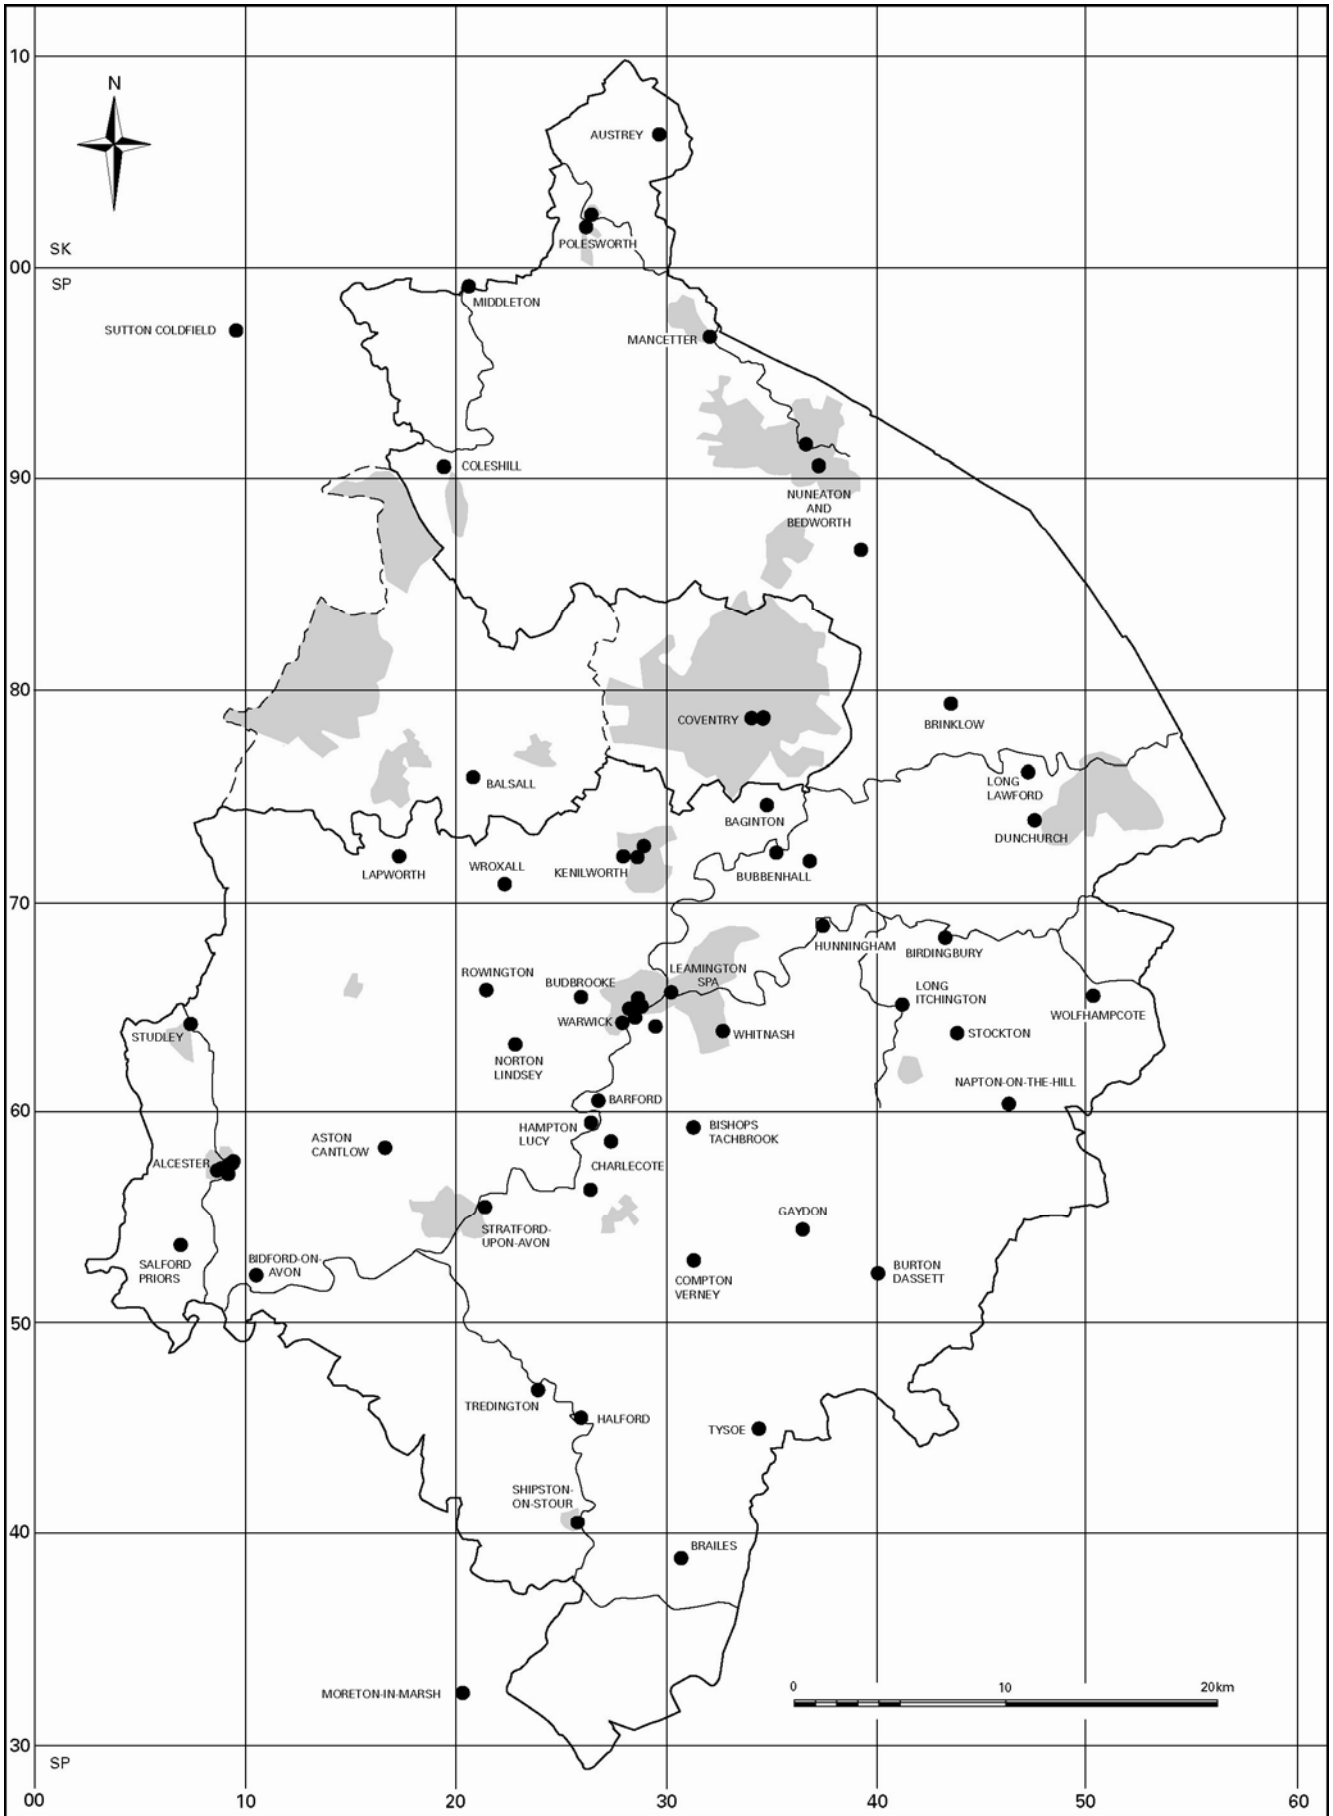 10
N
AUSTREY
POLESWORTH
SK
00
SP
MIDDLETON
SUTTON COLDFIELD
MANCETTER
COLESHILL
90
NUNEATON
AND
BEDWORTH
80
COVENTRY
BRINKLOW
BALSALL
LONG
LAWFORD
BAGINTON
DUNCHURCH
LAPWORTH
WROXALL
KENILWORTH
BUBBENHALL
70
HUNNINGHAM
BIRDINGBURY
ROWINGTON
BUDBROOKE
LEAMINGTON
SPA
LONG
ITCHINGTON
WOLFHAMPCOTE
WARWICK
WHITNASH
STOCKTON
STUDLEY
NORTON
LINDSEY
NAPTON-ON-THE-HILL
BARFORD
60
HAMPTON
LUCY
BISHOPS
TACHBROOK
ASTON
CANTLOW
ALCESTER
CHARLECOTE
GAYDON
STRATFORD-
UPON-AVON
SALFORD
PRIORS
BIDFORD-ON-
AVON
COMPTON
VERNEY
BURTON
DASSETT
50
TREDINGTON
HALFORD
TYSOE
SHIPSTON-
ON-STOUR
40
BRAILES
MORETON-IN-MARSH
0 10 20km
30
SP
00 10 20 30 40 50 60